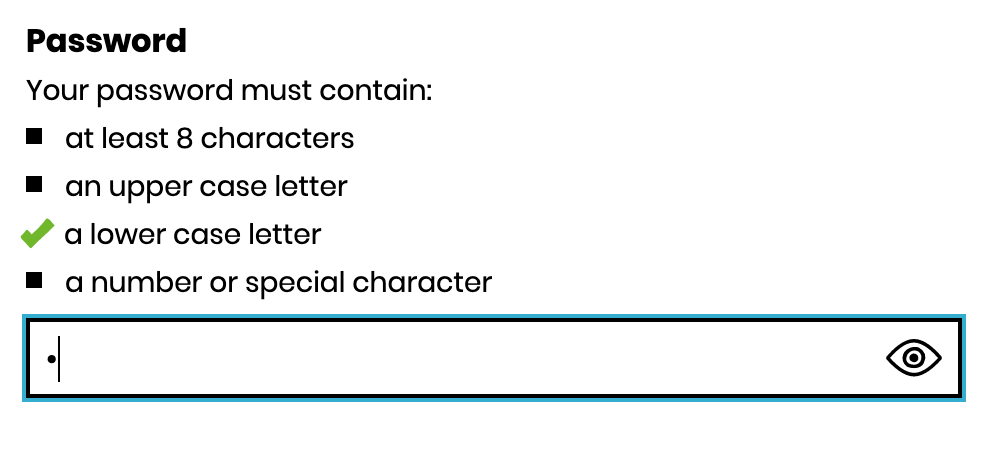 Password
Your password must contain:
at least 8 characters
an upper case letter
a lower case letter
a number or special character
•